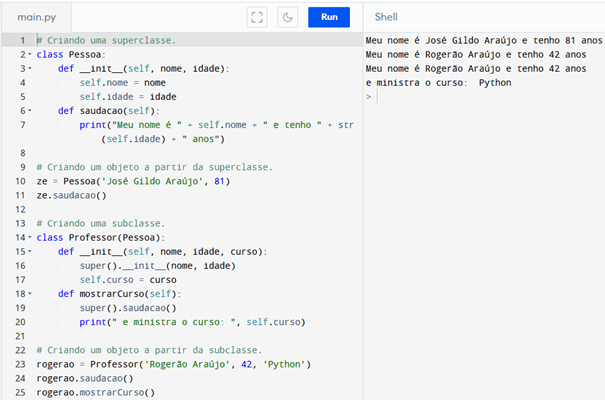 main.py
Run
Shell
1 # Criando uma superclasse.
2 class Pessoa:
3 def __init__(self, nome, idade):
4 self.nome = nome
5 self.idade = idade
6 def saudacao(self):
7 print("Meu nome é " + self.nome + " e tenho " + str
(self.idade) + " anos")
8
9 # Criando um objeto a partir da superclasse.
10 ze = Pessoa('José Gildo Araújo', 81)
11 ze.saudacao()
12
13 # Criando uma subclasse.
14 class Professor(Pessoa):
15 def __init__(self, nome, idade, curso):
16 super().__init__(nome, idade)
17 self.curso = curso
18 def mostrarCurso(self):
19 super().saudacao()
20 print(" e ministra o curso: ", self.curso)
21
22 # Criando um objeto a partir da subclasse.
23 rogerao = Professor('Rogerão Araújo', 42, 'Python')
24 rogerao.saudacao()
25 rogerao.mostrarCurso()
Meu nome é José Gildo Araújo e tenho 81 anos
Meu nome é Rogerão Araújo e tenho 42 anos
Meu nome é Rogerão Araújo e tenho 42 anos
e ministra o curso:  Python
>